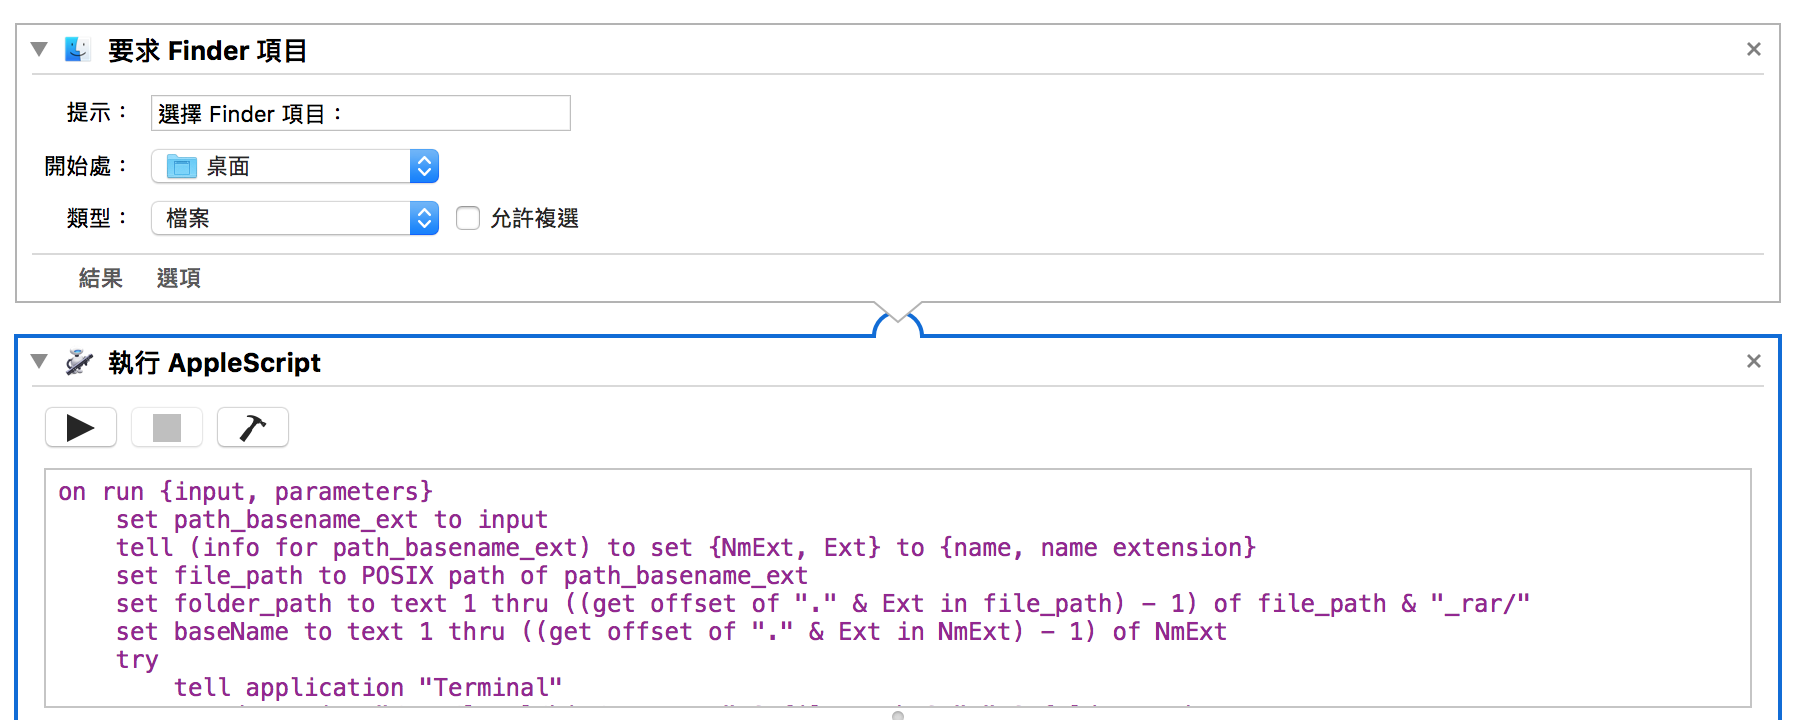 要求 Finder 項目
提示：
選擇 Finder 項目：
開始處：
桌面
類型：
檔案
允許複選
結果 選項
執行 AppleScript
on run {input, parameters}
set path_basename_ext to input
tell (info for path_basename_ext) to set {NmExt, Ext} to {name, name extension}
set file_path to POSIX path of path_basename_ext
set folder_path to text 1 thru ((get offset of "." & Ext in file_path) - 1) of file_path & "_rar/"
set baseName to text 1 thru ((get offset of "." & Ext in NmExt) - 1) of NmExt
try
tell application "Terminal"